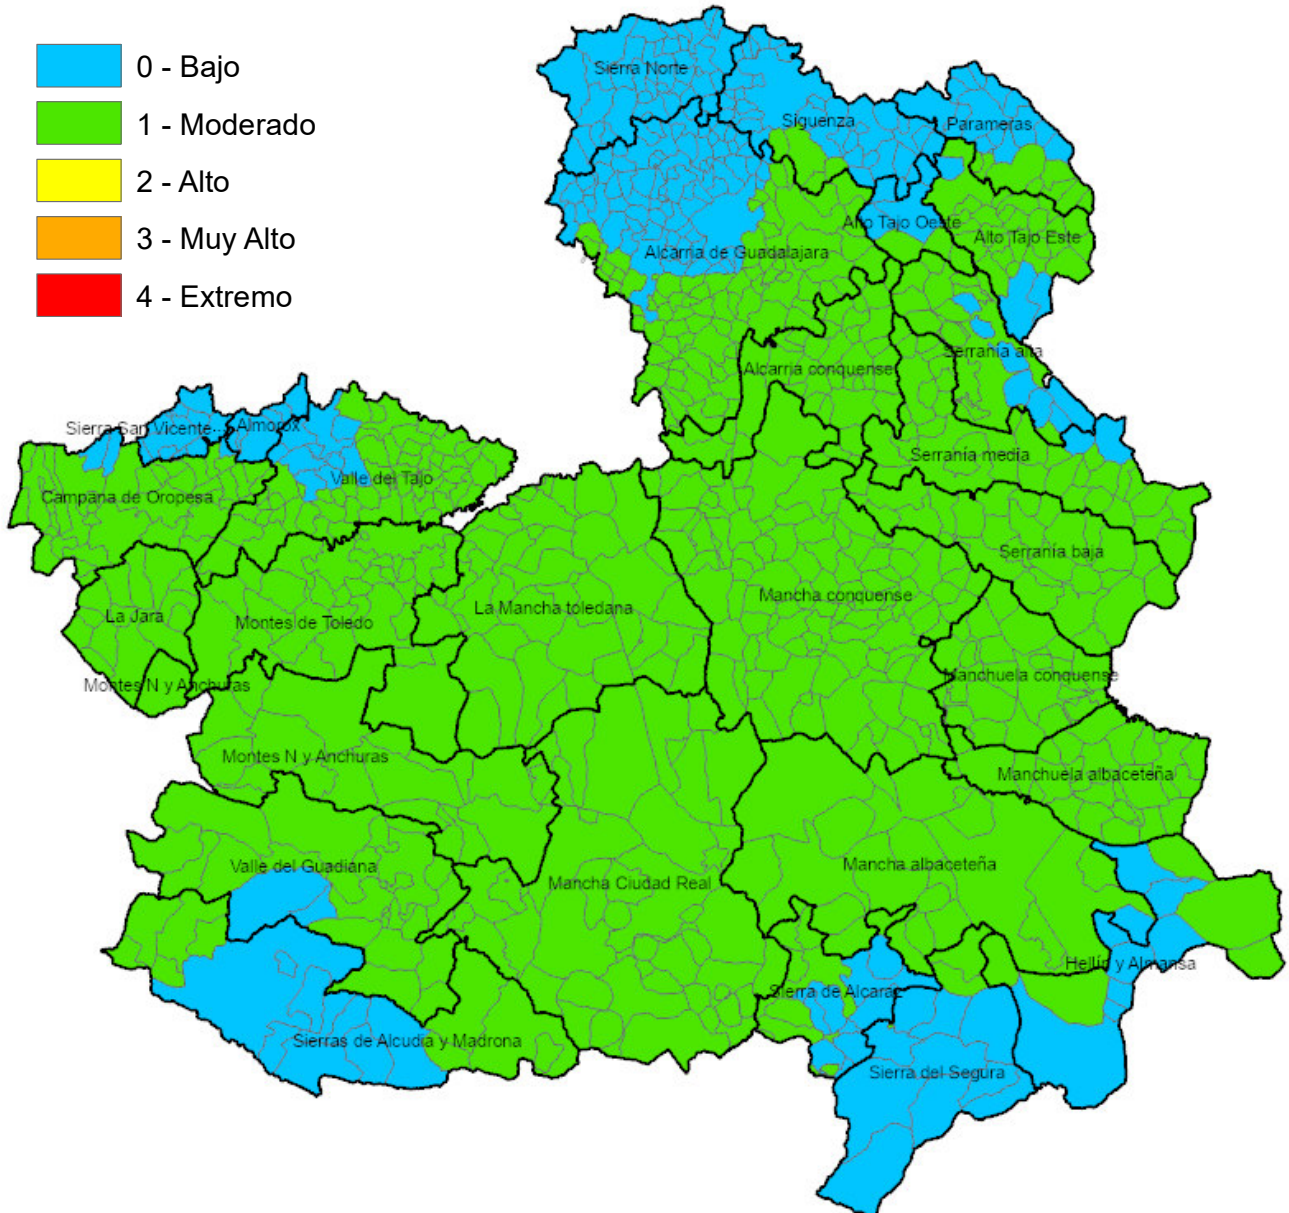 0 - Bajo
1 - Moderado
2 - Alto
3 - Muy Alto
4 - Extremo
Sierra Norte
Sigüenza
Parameras
Alto Tajo Oeste
Alto Tajo Este
Alcarria de Guadalajara
Serranía alta
Alcarria conquense
Sierra San Vicente...
Almorox
Serranía media
Valle del Tajo
Campana de Oropesa
Serranía baja
Mancha conquense
La Mancha toledana
La Jara
Montes de Toledo
Manchuela conquense
Montes N y Anchuras
Montes N y Anchuras
Manchuela albaceteña
Mancha albaceteña
Valle del Guadiana
Mancha Ciudad Real
Hellín y Almansa
Sierra de Alcaraz
Sierras de Alcudia y Madrona
Sierra del Segura